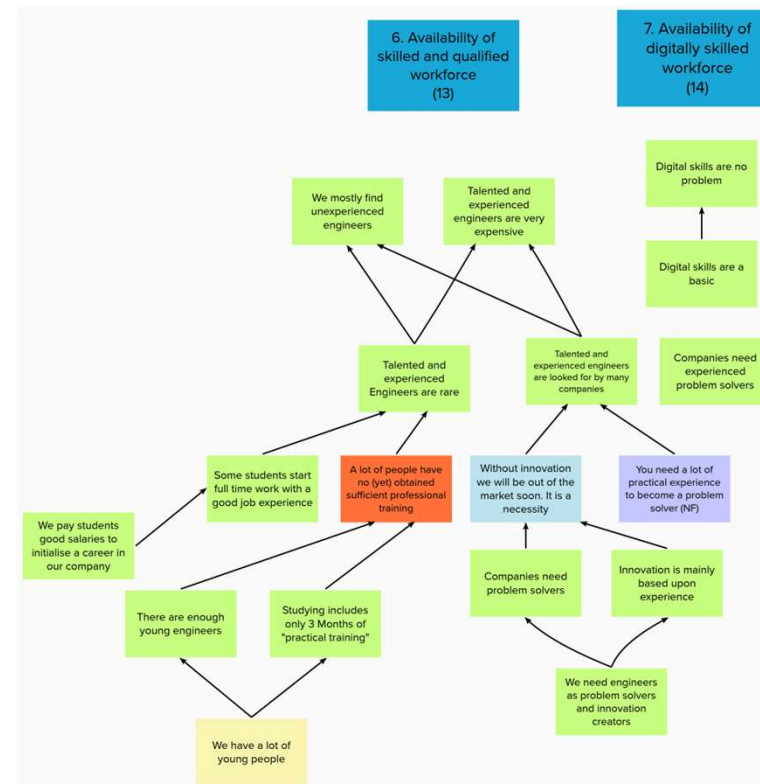 6. Availability of
skilled and qualified
workforce
(13)
7. Availability of
digitally skilled
workforce
(14)
We mostly find
unexperienced
engineers
Talented and
experienced
engineers are very
expensive
Digital skills are no
problem
Digital skills are a
basic
Talented and
experienced
Engineers are rare
Talented and
experienced engineers
are looked for by many
companies
Companies need
experienced
problem solvers
Some students start
full time work with a
good job experience
A lot of people have
no (yet) obtained
sufficient professional
training
Without innovation
we will be out of the
market soon. It is a
necessity
You need a lot of
practical experience
to become a problem
solver (NF)
We pay students
good salaries to
initialise a career in
our company
There are enough
young engineers
Studying includes
only 3 Months of
"practical training"
Companies need
problem solvers
Innovation is mainly
based upon
experience
We need engineers
as problem solvers
and innovation
creators
We have a lot of
young people